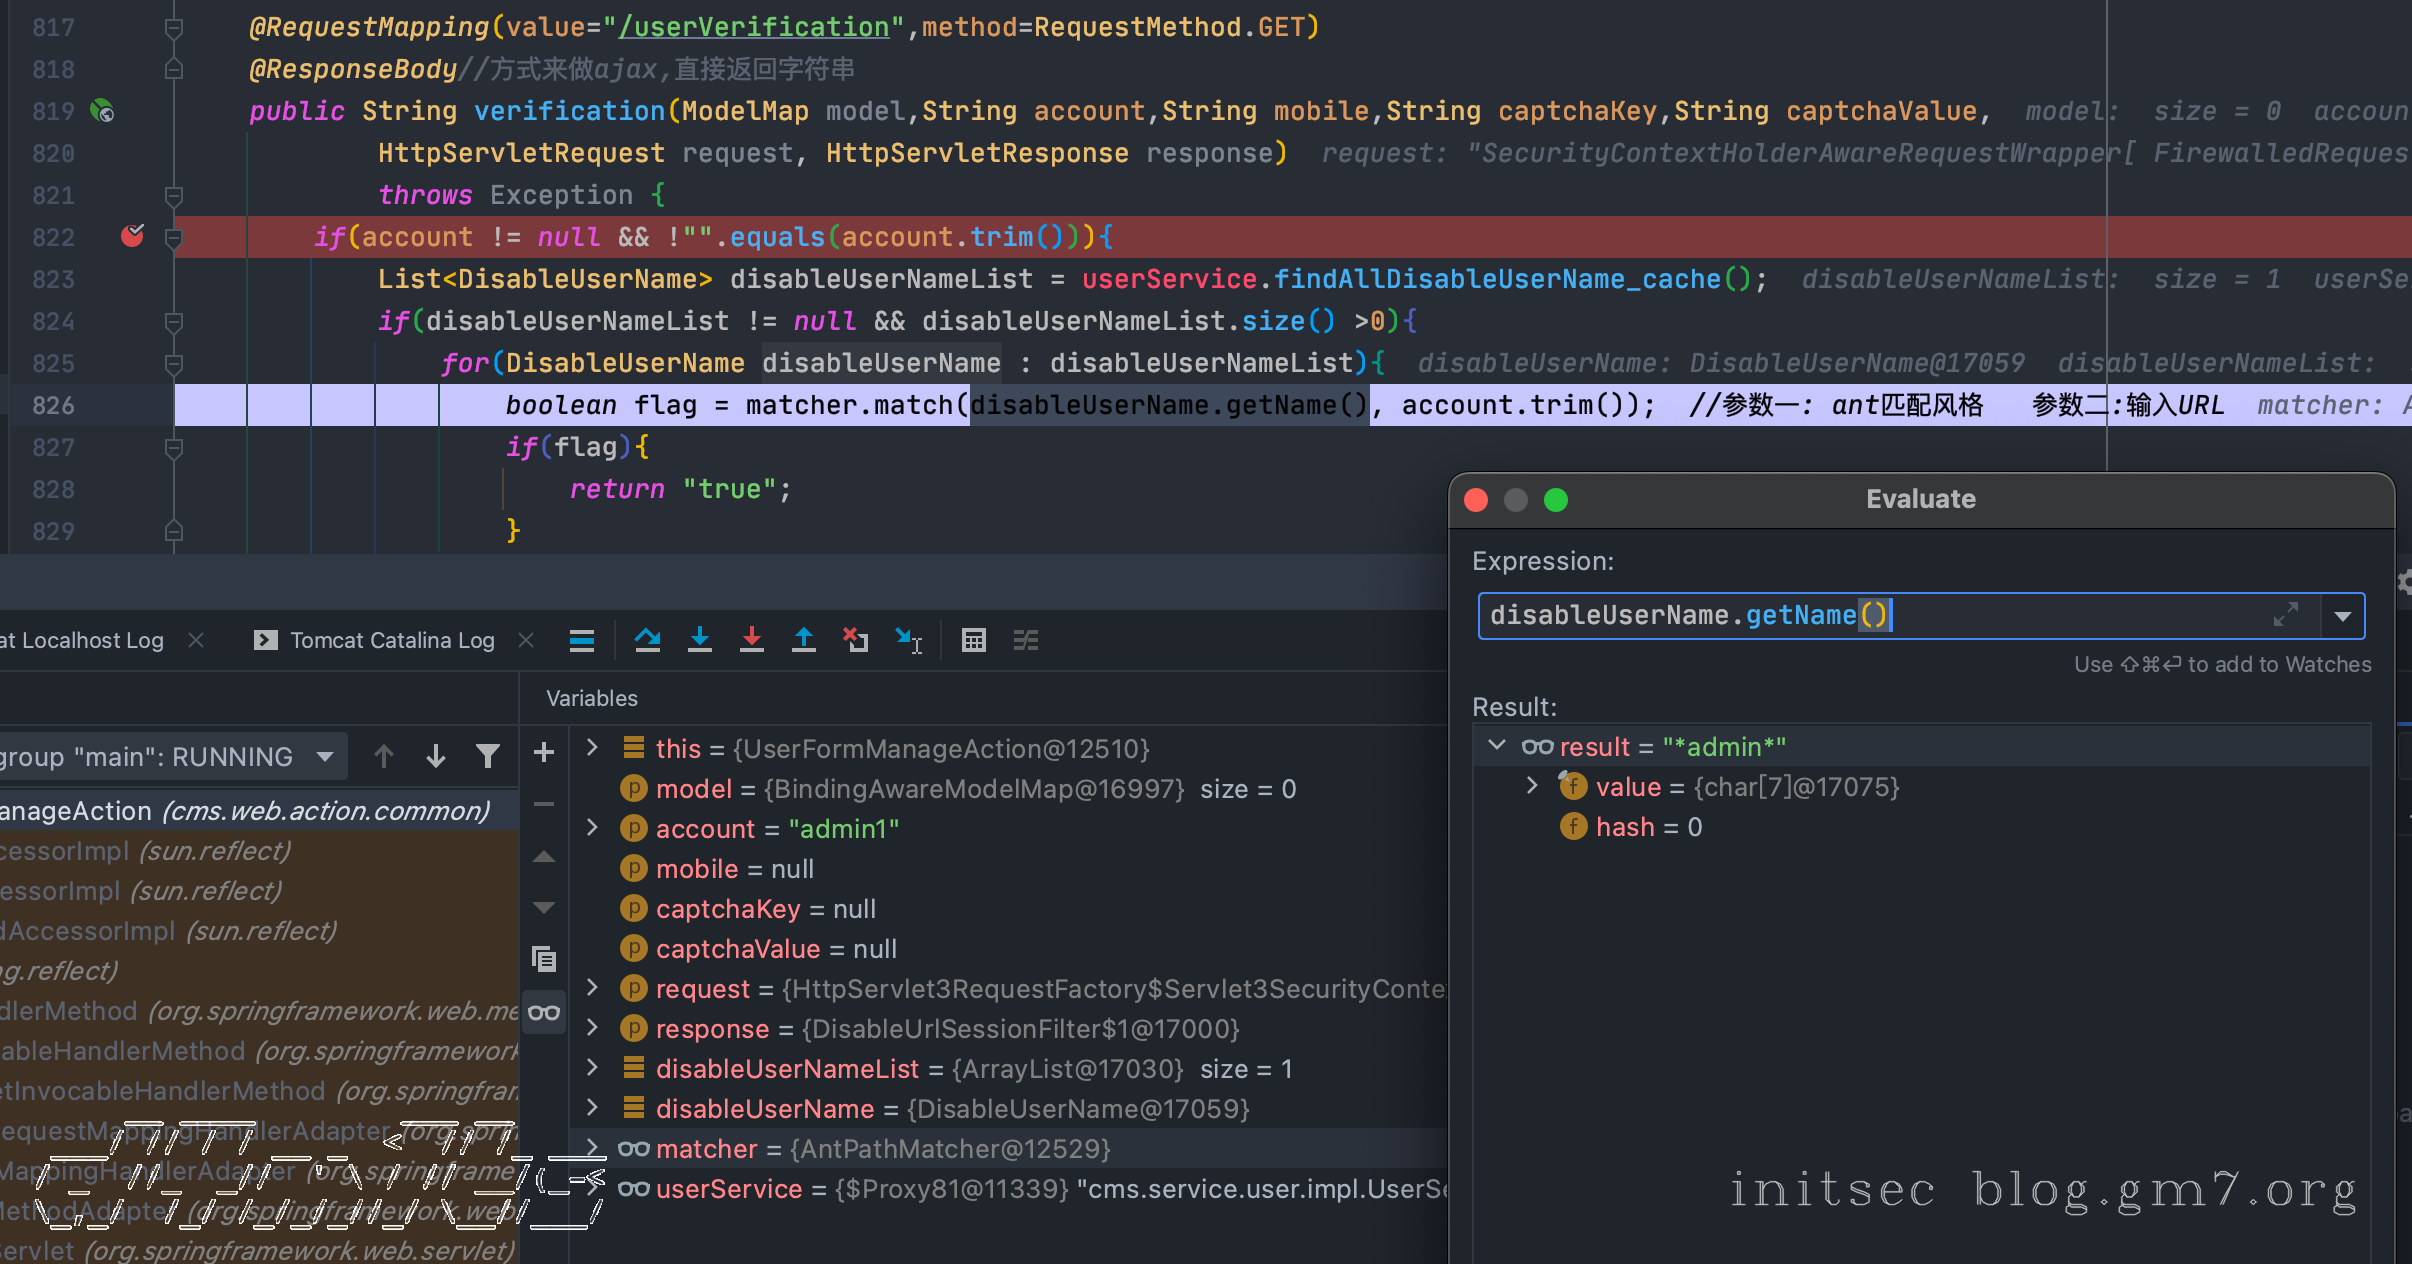 817 @RequestMapping(value="/userVerification",method=RequestMethod.GET)
818 @ResponseBody//方式来做ajax,直接返回字符串
819 public String verification(ModelMap model,String account,String mobile,String captchaKey,String captchaValue, model: size = 0 accoun
820 HttpServletRequest request, HttpServletResponse response) request: "SecurityContextHolderAwareRequestWrapper[ FirewalledReques
821 throws Exception {
822 if(account != null && !"".equals(account.trim())){
823 List<DisableUserName> disableUserNameList = userService.findAllDisableUserName_cache(); disableUserNameList: size = 1 userSe
824 if(disableUserNameList != null && disableUserNameList.size() >0){
825 for(DisableUserName disableUserName : disableUserNameList){ disableUserName: DisableUserName@17059 disableUserNameList:
826 boolean flag = matcher.match(disableUserName.getName(), account.trim()); //参数一: ant匹配风格 参数二:输入URL matcher: A
827 if(flag){
828 return "true";
829 }
Evaluate
Expression:
disableUserName.getName()
Use ⇧⌘⏎ to add to Watches
Result:
result = "*admin*"
value = {char[7]@17075}
hash = 0
at Localhost Log
Tomcat Catalina Log
Variables
group "main": RUNNING
anageAction (cms.web.action.common)
cessorImpl (sun.reflect)
essorImpl (sun.reflect)
dAccessorImpl (sun.reflect)
ng.reflect)
dlerMethod (org.springframework.web.me
ableHandlerMethod (org.springframework
etInvocableHandlerMethod (org.springfran
equestMappingHandlerAdapter (org.sprin
MappingHandlerAdapter (org.springframe
MethodAdapter (org.springframework.web
Servlet (org.springframework.web.servlet)
this = {UserFormManageAction@12510}
model = {BindingAwareModelMap@16997} size = 0
account = "admin1"
mobile = null
captchaKey = null
captchaValue = null
request = {HttpServlet3RequestFactory$Servlet3SecurityConte
response = {DisableUrlSessionFilter$1@17000}
disableUserNameList = {ArrayList@17030} size = 1
disableUserName = {DisableUserName@17059}
matcher = {AntPathMatcher@12529}
userService = {$Proxy81@11339} "cms.service.user.impl.UserSe
initsec blog.gm7.org